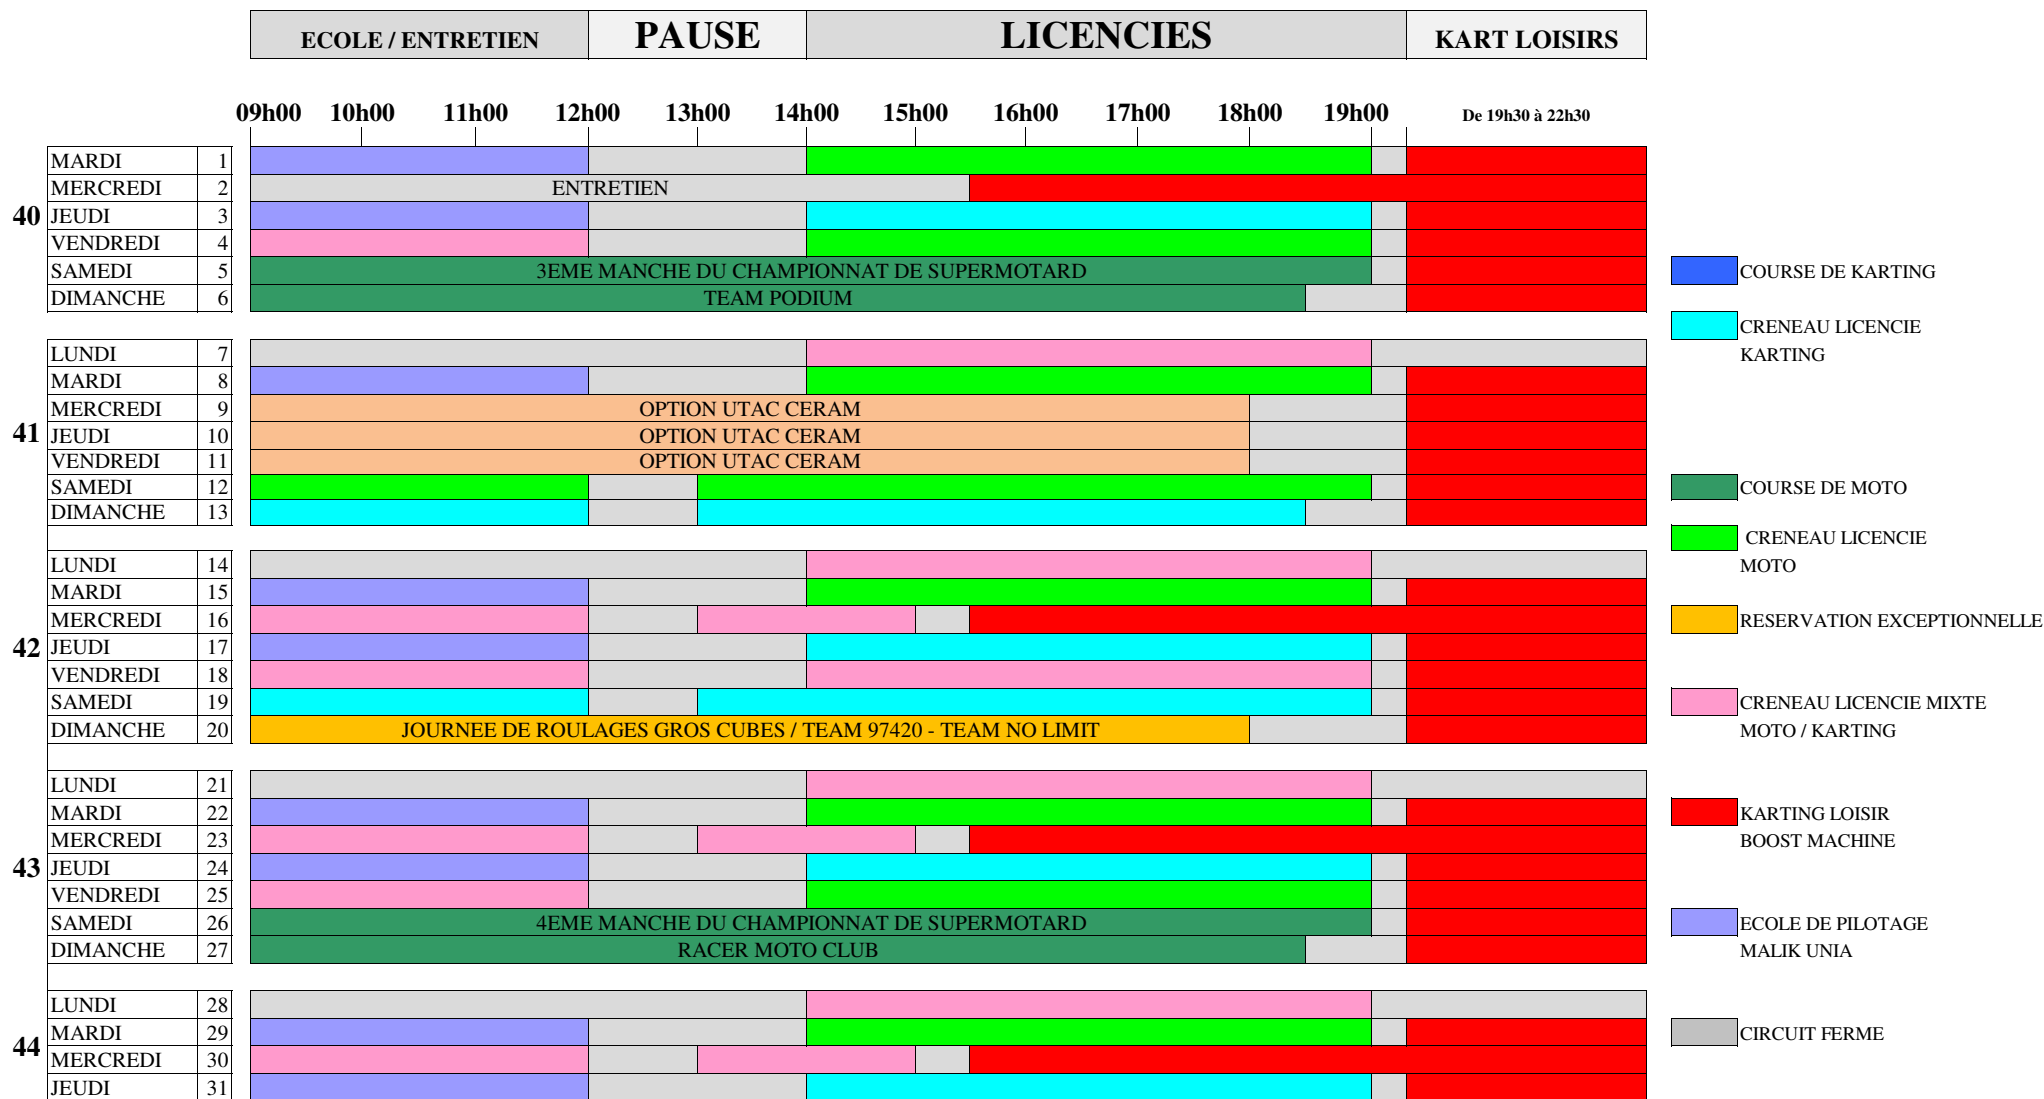 ECOLE / ENTRETIEN PAUSE LICENCIES KART LOISIRS
09h00 10h00 11h00 12h00 13h00 14h00 15h00 16h00 17h00 18h00 19h00 De 19h30 à 22h30
MARDI 1
MERCREDI 2 ENTRETIEN
40 JEUDI 3
VENDREDI 4
SAMEDI 5 3EME MANCHE DU CHAMPIONNAT DE SUPERMOTARD COURSE DE KARTING
DIMANCHE 6 TEAM PODIUM
CRENEAU LICENCIE
LUNDI 7 KARTING
MARDI 8
MERCREDI 9 OPTION UTAC CERAM
41 JEUDI 10 OPTION UTAC CERAM
VENDREDI 11 OPTION UTAC CERAM
SAMEDI 12 COURSE DE MOTO
DIMANCHE 13
CRENEAU LICENCIE
LUNDI 14 MOTO
MARDI 15
MERCREDI 16 RESERVATION EXCEPTIONNELLE
42 JEUDI 17
VENDREDI 18
SAMEDI 19 CRENEAU LICENCIE MIXTE
DIMANCHE 20 JOURNEE DE ROULAGES GROS CUBES / TEAM 97420 - TEAM NO LIMIT MOTO / KARTING
LUNDI 21
MARDI 22 KARTING LOISIR
MERCREDI 23 BOOST MACHINE
43 JEUDI 24
VENDREDI 25
SAMEDI 26 4EME MANCHE DU CHAMPIONNAT DE SUPERMOTARD ECOLE DE PILOTAGE
DIMANCHE 27 RACER MOTO CLUB MALIK UNIA
LUNDI 28
44 MARDI 29 CIRCUIT FERME
MERCREDI 30
JEUDI 31